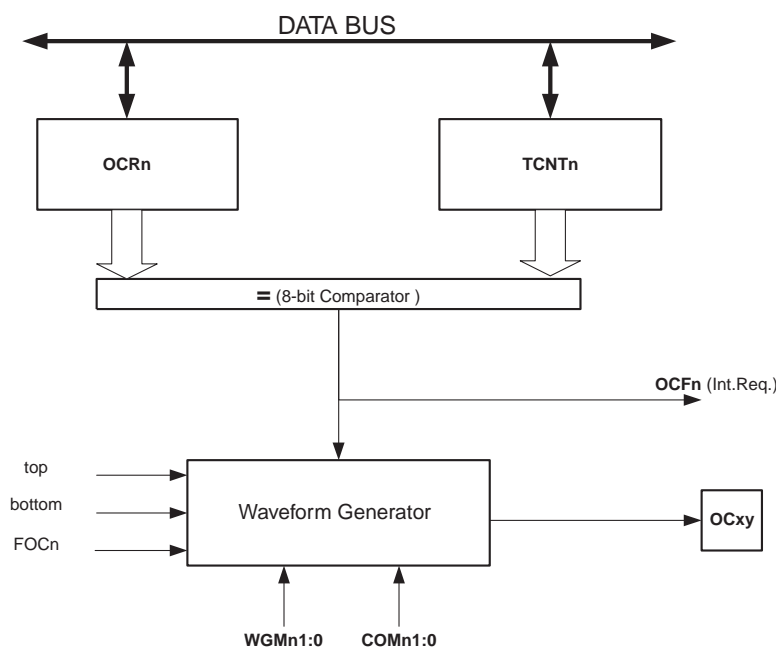 DATA BUS
OCRn
TCNTn
= (8-bit Comparator )
OCFn (Int.Req.)
top
bottom
FOCn
Waveform Generator
OCxy
WGMn1:0
COMn1:0